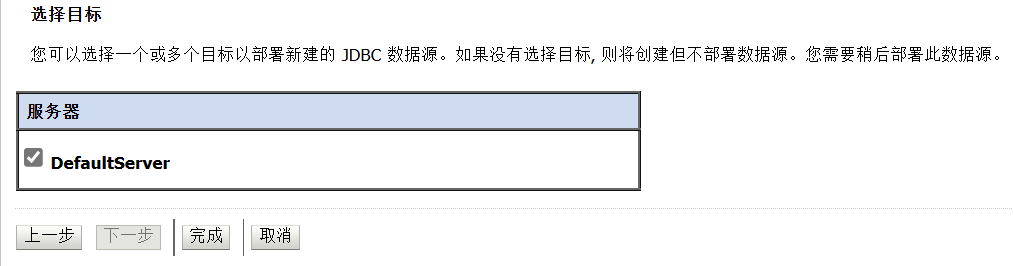 选择目标
您可以选择一个或多个目标以部署新建的 JDBC 数据源。如果没有选择目标, 则将创建但不部署数据源。您需要稍后部署此数据源。
服务器
DefaultServer
上一步 下一步 完成 取消